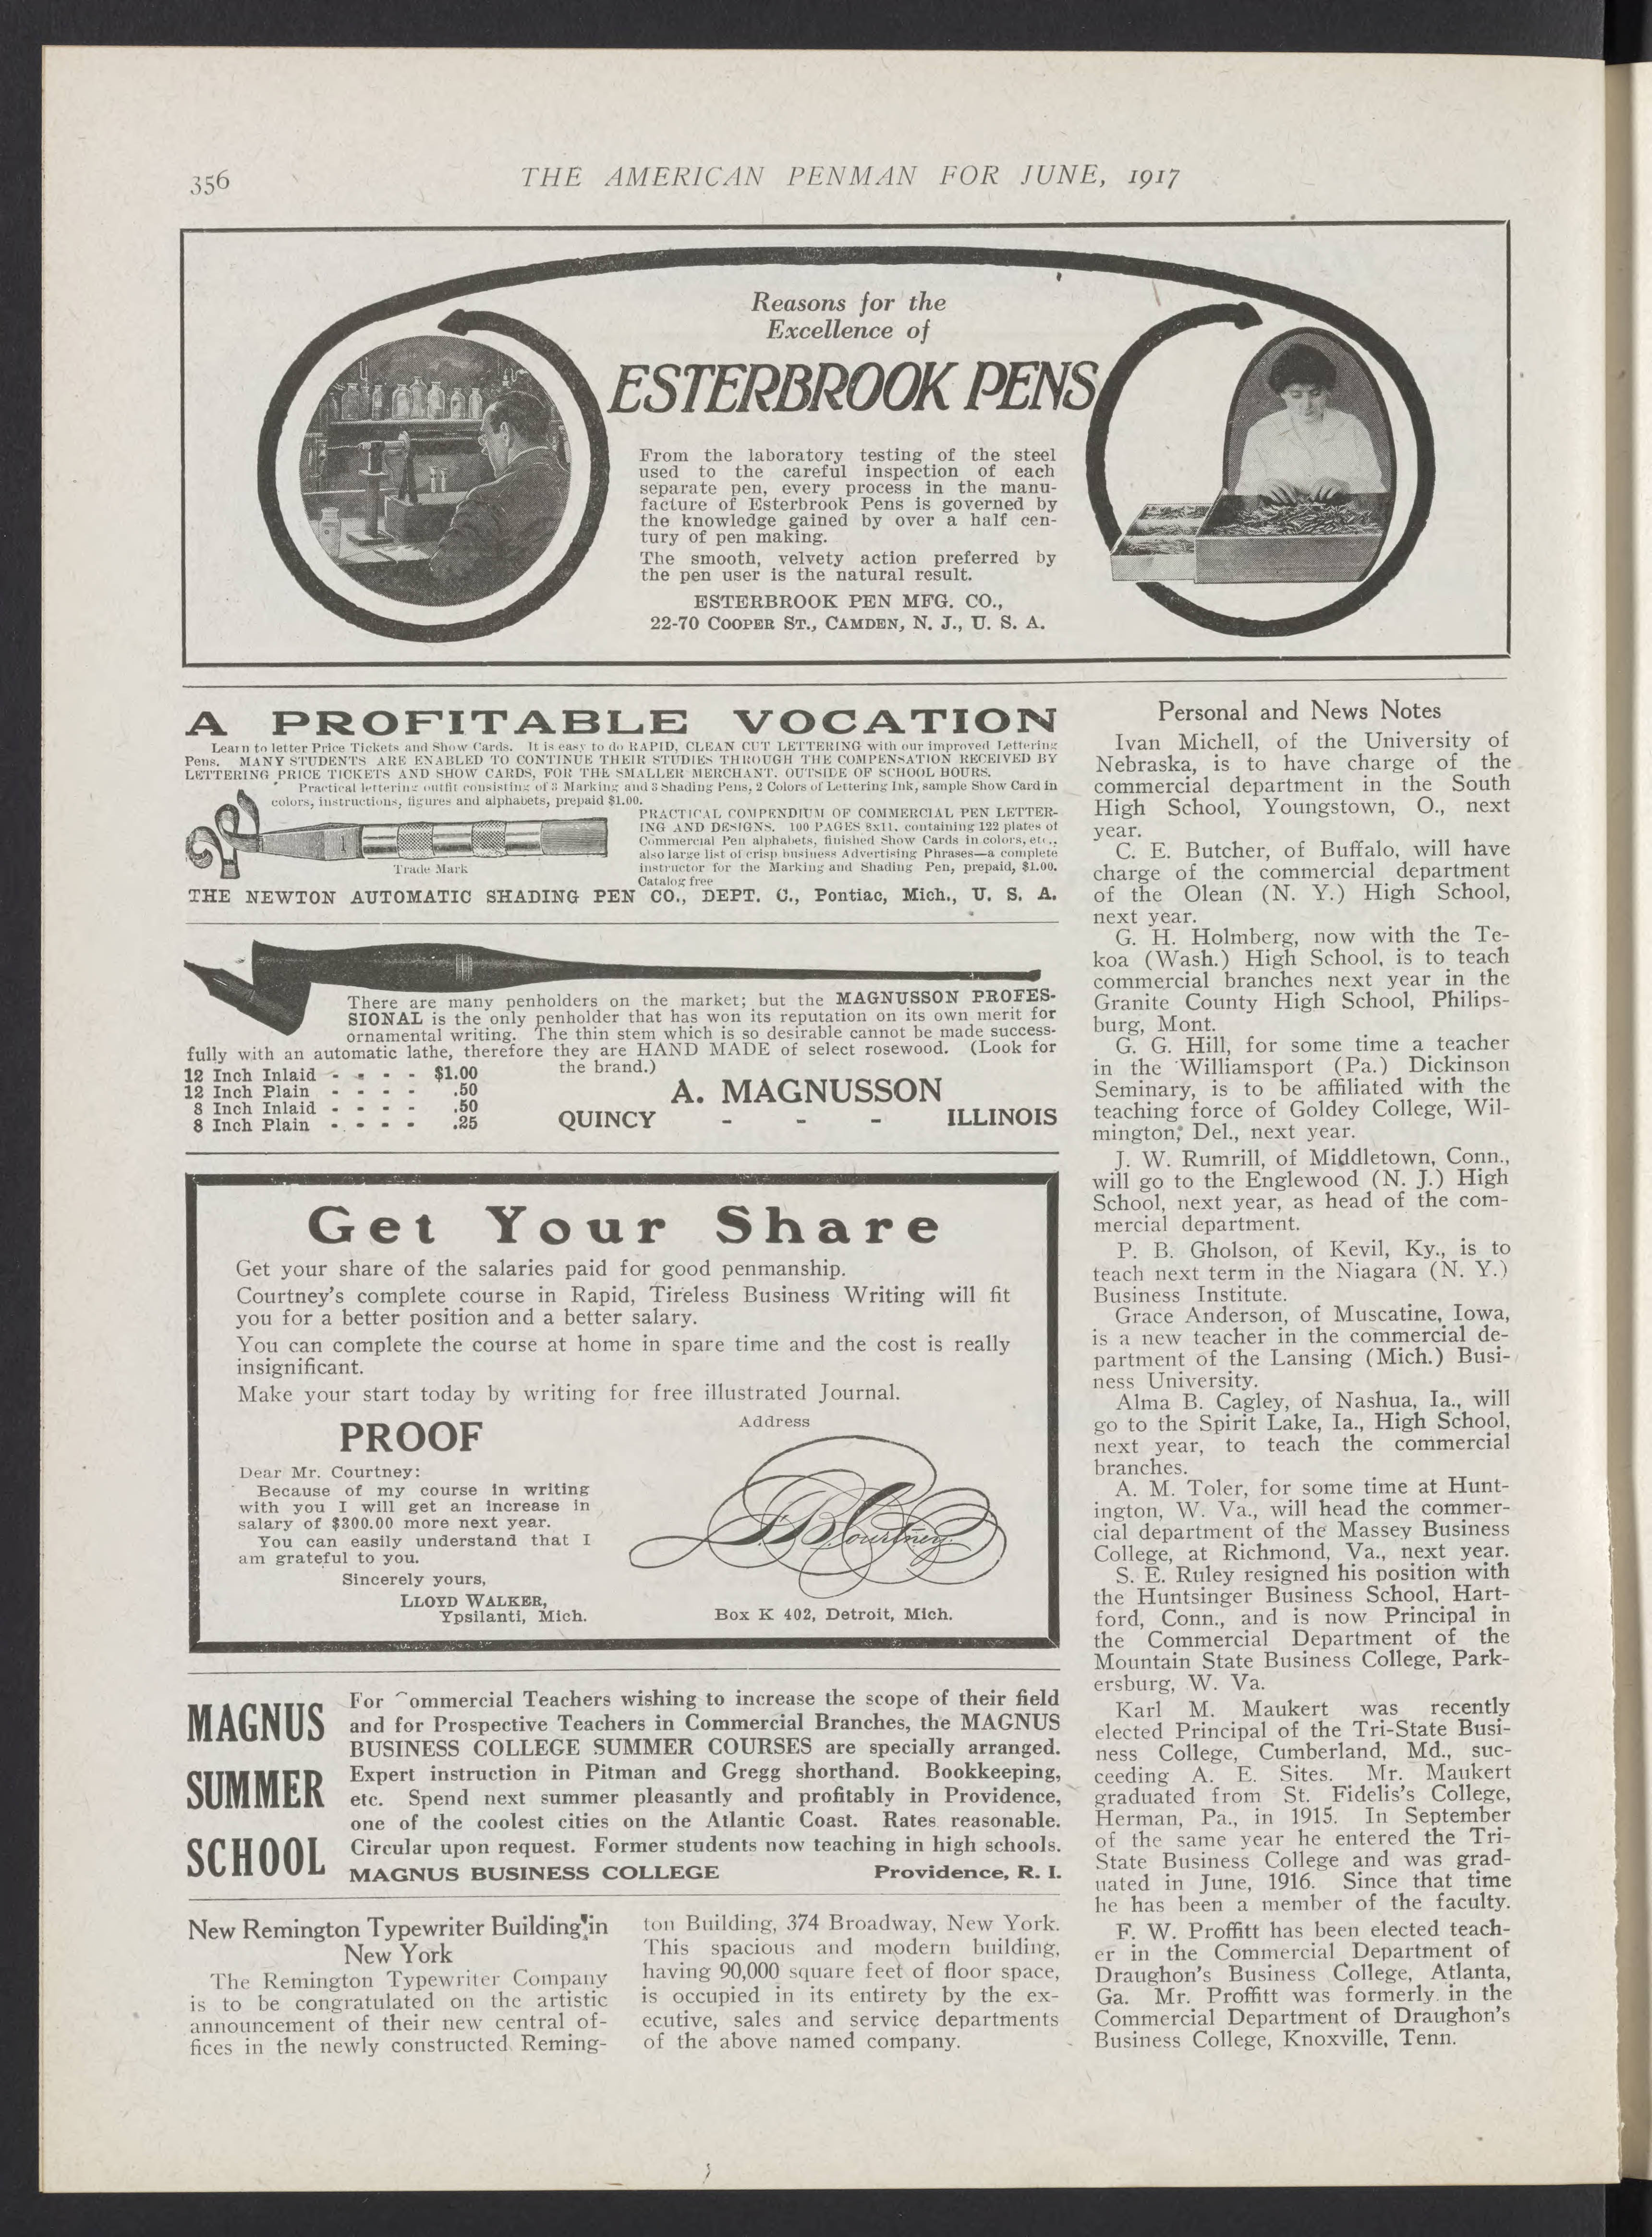 356
THE AMERICAN PENMAN FOR JUNE, 1917
Reasons for the
Excellence of
ESTERBROOK PENS
From the laboratory testing of the steel
used to the careful inspection of each
separate pen, every process in the manu-
facture of Esterbrook Pens is governed by
the knowledge gained by over a half cen-
tury of pen making.
The smooth, velvety action preferred by
the pen user is the natural result.
ESTERBROOK PEN MFG. CO.,
22-70 COOPER ST., CAMDEN, N. J., U. S. A.
A PROFITABLE VOCATION
Learn to letter Price Tickets and Show Cards. It is easy to do RAPID, CLEAN CUT LETTERING with our improved Lettering
Pens. MANY STUDENTS ARE ENABLED TO CONTINUE THEIR STUDIES THROUGH THE COMPENSATION RECEIVED BY
LETTERING PRICE TICKETS AND SHOW CARDS, FOR THE SMALLER MERCHANT, OUTSIDE OF SCHOOL HOURS.
Practical lettering outfit consisting of 3 Marking and 3 Shading Pens, 2 Colors of Lettering Ink, sample Show Card in
colors, instructions, figures and alphabets, prepaid $1.00.
PRACTICAL COMPENDIUM OF COMMERCIAL PEN LETTER-
ING AND DESIGNS. 100 PAGES 8x11, containing 122 plates of
Commercial Pen alphabets, finished Show Cards in colors, etc.,
also large list of crisp business Advertising Phrases—a complete
instructor for the Marking and Shading Pen, prepaid, $1.00.
Catalog free
Trade Mark
THE NEWTON AUTOMATIC SHADING PEN CO., DEPT. C., Pontiac, Mich., U. S. A.
There are many penholders on the market; but the MAGNUSSON PROFES-
SIONAL is the only penholder that has won its reputation on its own merit for
ornamental writing. The thin stem which is so desirable cannot be made success-
fully with an automatic lathe, therefore they are HAND MADE of select rosewood. (Look for
the brand.)
12 Inch Inlaid - - - - $1.00
12 Inch Plain - - - - .50
8 Inch Inlaid - - - - .50
8 Inch Plain - - - - .25
A. MAGNUSSON
QUINCY - - - ILLINOIS
Get Your Share
Get your share of the salaries paid for good penmanship.
Courtney's complete course in Rapid, Tireless Business Writing will fit
you for a better position and a better salary.
You can complete the course at home in spare time and the cost is really
insignificant.
Make your start today by writing for free illustrated Journal.
PROOF
Dear Mr. Courtney:
Because of my course in writing
with you I will get an increase in
salary of $300.00 more next year.
You can easily understand that I
am grateful to you.
Sincerely yours,
LLOYD WALKER,
Ypsilanti, Mich.
Address
Courtney
Box K 402, Detroit, Mich.
MAGNUS
SUMMER
SCHOOL
For ommercial Teachers wishing to increase the scope of their field
and for Prospective Teachers in Commercial Branches, the MAGNUS
BUSINESS COLLEGE SUMMER COURSES are specially arranged.
Expert instruction in Pitman and Gregg shorthand. Bookkeeping,
etc. Spend next summer pleasantly and profitably in Providence,
one of the coolest cities on the Atlantic Coast. Rates reasonable.
Circular upon request. Former students now teaching in high schools.
MAGNUS BUSINESS COLLEGE Providence, R. I.
New Remington Typewriter Building in
New York
The Remington Typewriter Company
is to be congratulated on the artistic
announcement of their new central of-
fices in the newly constructed Reming-
ton Building, 374 Broadway, New York.
This spacious and modern building,
having 90,000 square feet of floor space,
is occupied in its entirety by the ex-
ecutive, sales and service departments
of the above named company.
Personal and News Notes
Ivan Michell, of the University of
Nebraska, is to have charge of the
commercial department in the South
High School, Youngstown, O., next
year.
C. E. Butcher, of Buffalo, will have
charge of the commercial department
of the Olean (N. Y.) High School,
next year.
G. H. Holmberg, now with the Te-
koa (Wash.) High School, is to teach
commercial branches next year in the
Granite County High School, Philips-
burg, Mont.
G. G. Hill, for some time a teacher
in the Williamsport (Pa.) Dickinson
Seminary, is to be affiliated with the
teaching force of Goldey College, Wil-
mington, Del., next year.
J. W. Rumrill, of Middletown, Conn.,
will go to the Englewood (N. J.) High
School, next year, as head of the com-
mercial department.
P. B. Gholson, of Kevil, Ky., is to
teach next term in the Niagara (N. Y.)
Business Institute.
Grace Anderson, of Muscatine, Iowa,
is a new teacher in the commercial de-
partment of the Lansing (Mich.) Busi-
ness University.
Alma B. Cagley, of Nashua, Ia., will
go to the Spirit Lake, Ia., High School,
next year, to teach the commercial
branches.
A. M. Toler, for some time at Hunt-
ington, W. Va., will head the commer-
cial department of the Massey Business
College, at Richmond, Va., next year.
S. E. Ruley resigned his position with
the Huntsinger Business School, Hart-
ford, Conn., and is now Principal in
the Commercial Department of the
Mountain State Business College, Park-
ersburg, W. Va.
Karl M. Maukert was recently
elected Principal of the Tri-State Busi-
ness College, Cumberland, Md., suc-
ceeding A. E. Sites. Mr. Maukert
graduated from St. Fidelis's College,
Herman, Pa., in 1915. In September
of the same year he entered the Tri-
State Business College and was grad-
uated in June, 1916. Since that time
he has been a member of the faculty.
F. W. Proffitt has been elected teach-
er in the Commercial Department of
Draughon's Business College, Atlanta,
Ga. Mr. Proffitt was formerly in the
Commercial Department of Draughon's
Business College, Knoxville, Tenn.